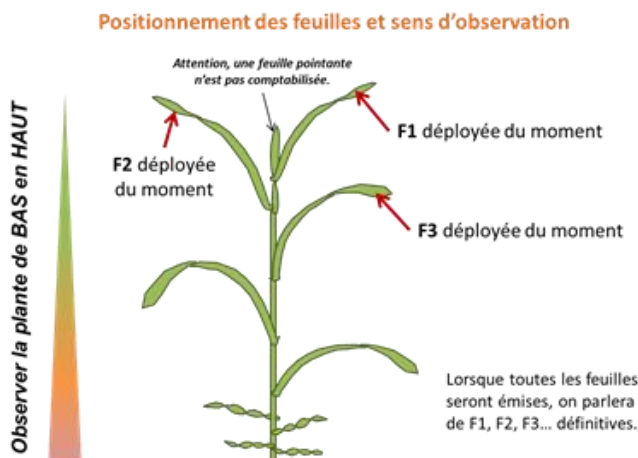 Positionnement des feuilles et sens d'observation
Attention, une feuille pointante
n'est pas comptabilisée.
F1 déployée du moment
F2 déployée
du moment
F3 déployée du moment
Observer la plante de BAS en HAUT
Lorsque toutes les feuilles
seront émises, on parlera
de F1, F2, F3... définitives.